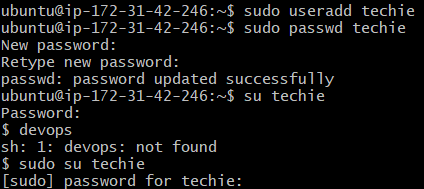 ubuntu@ip-172-31-42-246:~$ sudo useradd techie
ubuntu@ip-172-31-42-246:~$ sudo passwd techie
New password:
Retype new password:
passwd: password updated successfully
ubuntu@ip-172-31-42-246:~$ su techie
Password:
$ devops
sh: 1: devops: not found
$ sudo su techie
[sudo] password for techie: